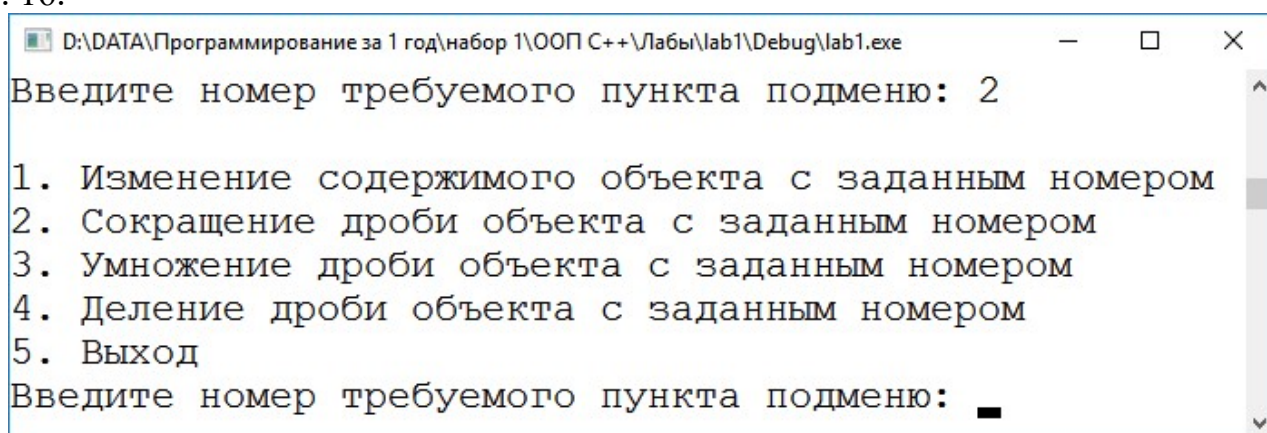 . 10.
D:\DATA\Программирование за 1 год\набор 1\ООП C++\Лабы\lab1\Debug\lab1.exe
Введите номер требуемого пункта подменю: 2
1. Изменение содержимого объекта с заданным номером
2. Сокращение дроби объекта с заданным номером
3. Умножение дроби объекта с заданным номером
4. Деление дроби объекта с заданным номером
5. Выход
Введите номер требуемого пункта подменю: